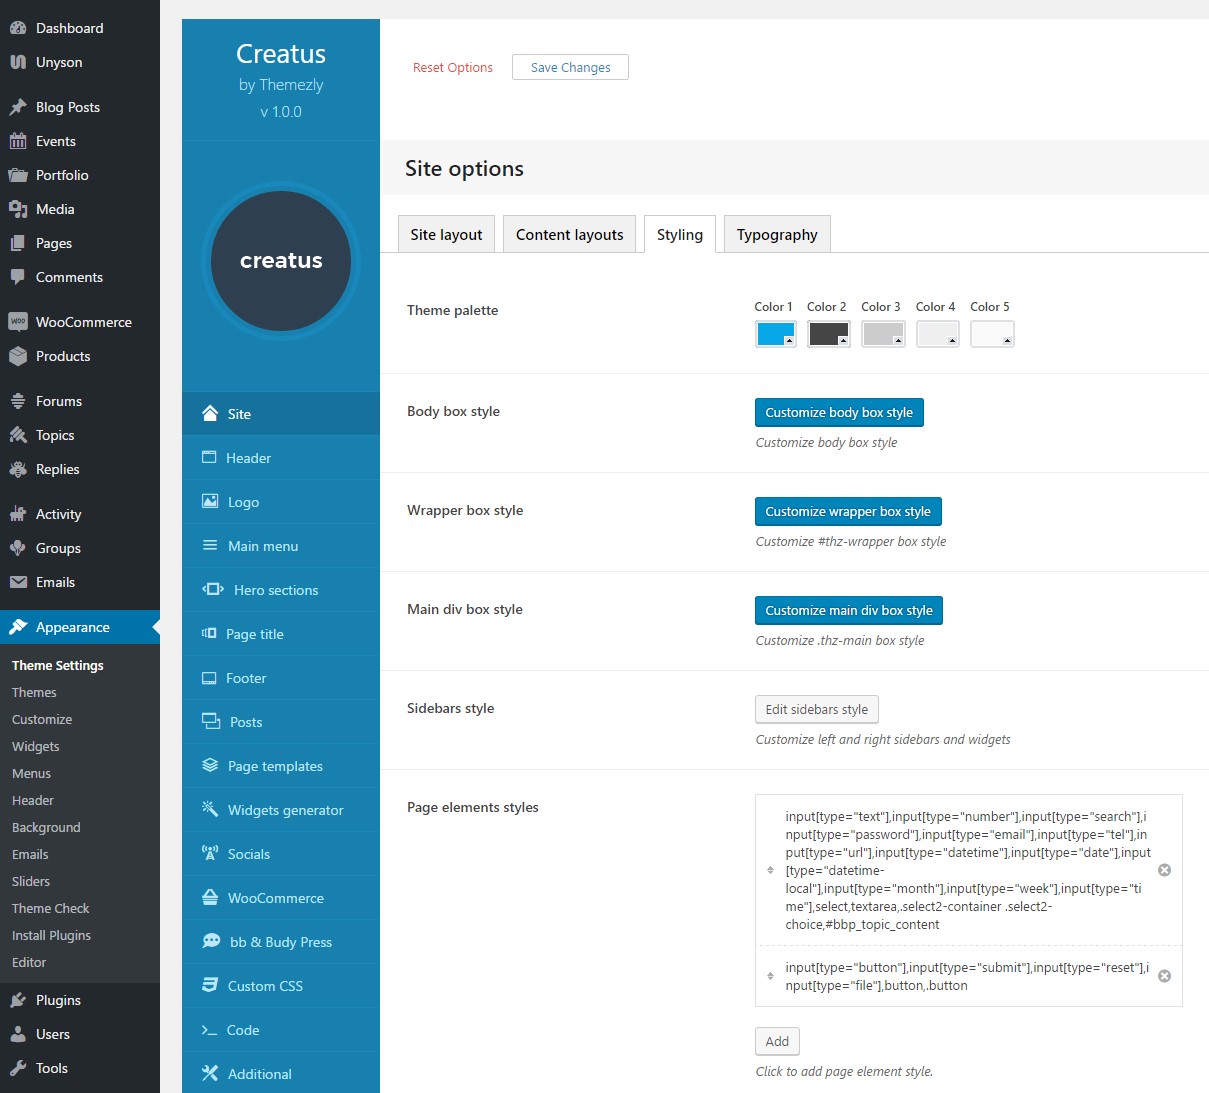 Dashboard
Unyson
Blog Posts
Events
Portfolio
Media
Pages
Comments
WOO
WooCommerce
Products
Forums
Topics
Replies
Activity
Groups
Emails
Appearance
Theme Settings
Themes
Customize
Widgets
Menus
Header
Background
Emails
Sliders
Theme Check
Install Plugins
Editor
Plugins
Users
Tools
Creatus
by Themezly
v 1.0.0
creatus
Site
Header
Logo
Main menu
Hero sections
Page title
Footer
Posts
Page templates
Widgets generator
Socials
WooCommerce
bb & Budy Press
Custom CSS
Code
Additional
Reset Options
Save Changes
Site options
Site layout
Content layouts
Styling
Typography
Theme palette
Color 1 Color 2 Color 3 Color 4 Color 5
Body box style
Customize body box style
Customize body box style
Wrapper box style
Customize wrapper box style
Customize #thz-wrapper box style
Main div box style
Customize main div box style
Customize .thz-main box style
Sidebars style
Edit sidebars style
Customize left and right sidebars and widgets
Page elements styles
input[type="text"],input[type="number"],input[type="search"],i
nput[type="password"],input[type="email"],input[type="tel"],in
put[type="url"],input[type="datetime"],input[type="date"],input
[type="datetime-
local"],input[type="month"],input[type="week"],input[type="ti
me"],select,textarea,.select2-container .select2-
choice,#bbp_topic_content
input[type="button"],input[type="submit"],input[type="reset"],i
nput[type="file"],button,.button
Add
Click to add page element style.